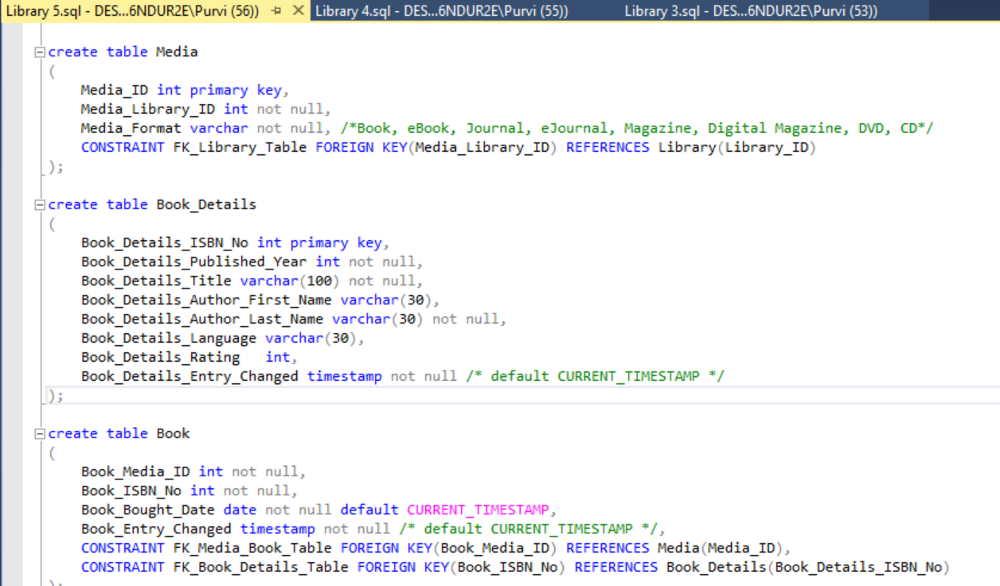 Library 5.sql - DES...6NDUR2E\Purvi (56)) Library 4.sql - DES...6NDUR2E\Purvi (55)) Library 3.sql - DES...6NDUR2E\Purvi (53))
create table Media
(
Media_ID int primary key,
Media_Library_ID int not null,
Media_Format varchar not null, /*Book, eBook, Journal, eJournal, Magazine, Digital Magazine, DVD, CD*/
CONSTRAINT FK_Library_Table FOREIGN KEY(Media_Library_ID) REFERENCES Library(Library_ID)
);
create table Book_Details
(
Book_Details_ISBN_No int primary key,
Book_Details_Published_Year int not null,
Book_Details_Title varchar(100) not null,
Book_Details_Author_First_Name varchar(30),
Book_Details_Author_Last_Name varchar(30) not null,
Book_Details_Language varchar(30),
Book_Details_Rating int,
Book_Details_Entry_Changed timestamp not null /* default CURRENT_TIMESTAMP */
);
create table Book
(
Book_Media_ID int not null,
Book_ISBN_No int not null,
Book_Bought_Date date not null default CURRENT_TIMESTAMP,
Book_Entry_Changed timestamp not null /* default CURRENT_TIMESTAMP */,
CONSTRAINT FK_Media_Book_Table FOREIGN KEY(Book_Media_ID) REFERENCES Media(Media_ID),
CONSTRAINT FK_Book_Details_Table FOREIGN KEY(Book_ISBN_No) REFERENCES Book_Details(Book_Details_ISBN_No)
);